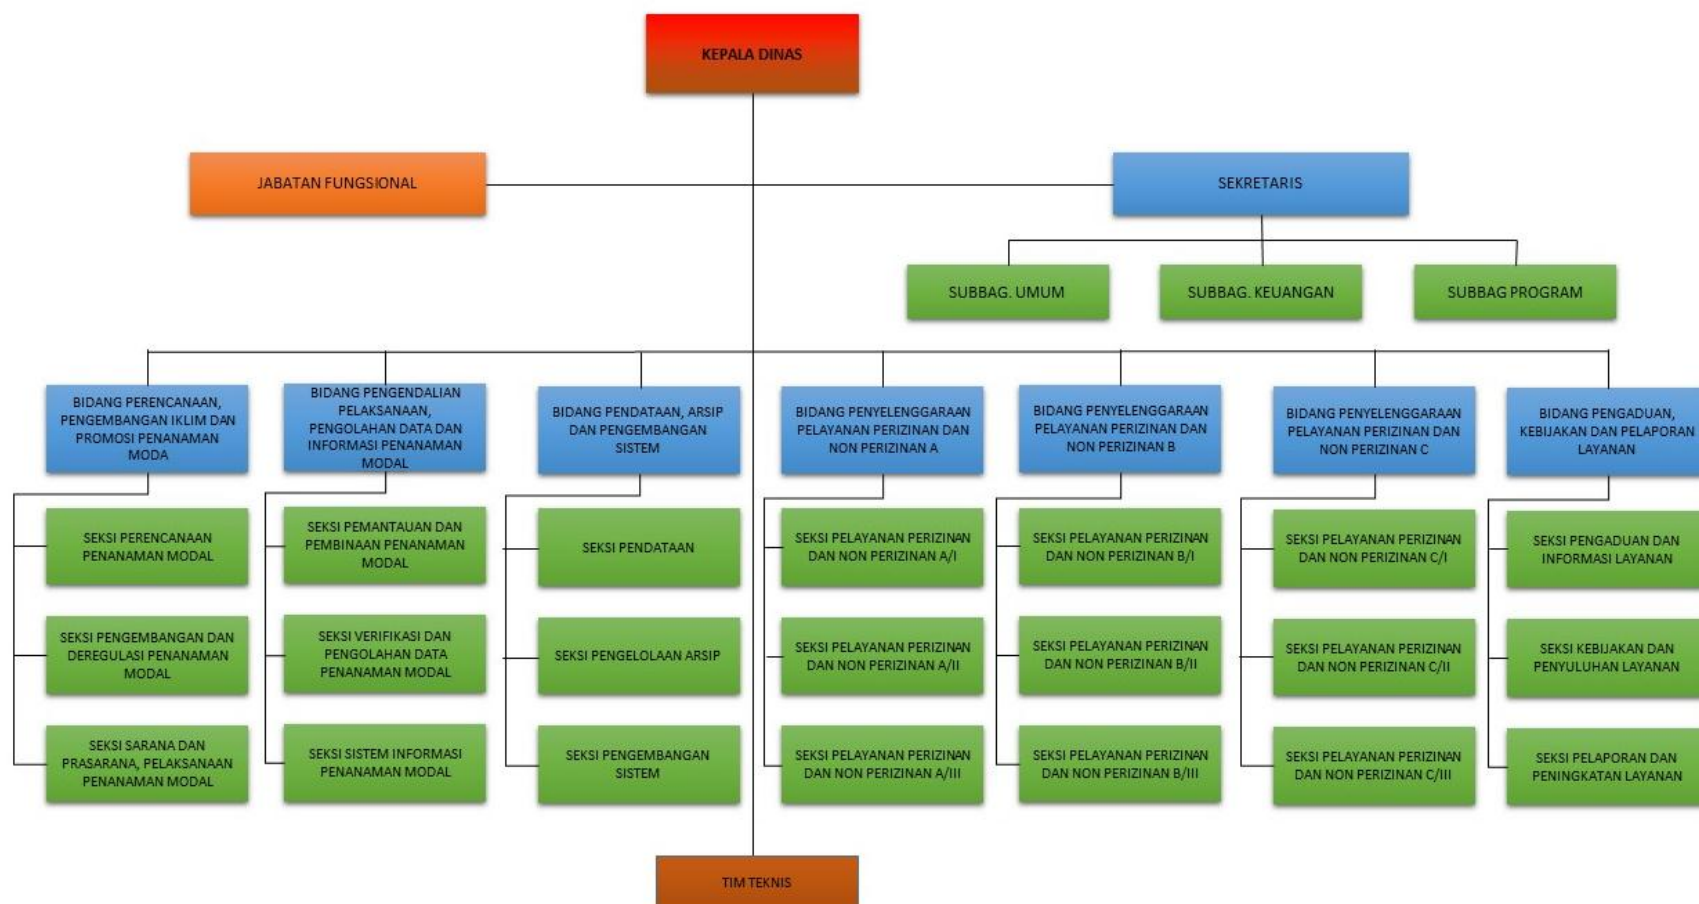 KEPALA DINAS
JABATAN FUNGSIONAL
SEKRETARIS
SUBBAG. UMUM
SUBBAG. KEUANGAN
SUBBAG PROGRAM
BIDANG PERENCANAAN,
PENGEMBANGAN IKLIM DAN
PROMOSI PENANAMAN
MODA
BIDANG PENGENDALIAN
PELAKSANAAN,
PENGOLAHAN DATA DAN
INFORMASI PENANAMAN
MODAL
BIDANG PENDATAAN, ARSIP
DAN PENGEMBANGAN
SISTEM
BIDANG PENYELENGGARAAN
PELAYANAN PERIZINAN DAN
NON PERIZINAN A
BIDANG PENYELENGGARAAN
PELAYANAN PERIZINAN DAN
NON PERIZINAN B
BIDANG PENYELENGGARAAN
PELAYANAN PERIZINAN DAN
NON PERIZINAN C
BIDANG PENGADUAN,
KEBIJAKAN DAN PELAPORAN
LAYANAN
SEKSI PERENCANAAN
PENANAMAN MODAL
SEKSI PEMANTAUAN DAN
PEMBINAAN PENANAMAN
MODAL
SEKSI PENDATAAN
SEKSI PELAYANAN PERIZINAN
DAN NON PERIZINAN A/I
SEKSI PELAYANAN PERIZINAN
DAN NON PERIZINAN B/I
SEKSI PELAYANAN PERIZINAN
DAN NON PERIZINAN C/I
SEKSI PENGADUAN DAN
INFORMASI LAYANAN
SEKSI PENGEMBANGAN DAN
DEREGULASI PENANAMAN
MODAL
SEKSI VERIFIKASI DAN
PENGOLAHAN DATA
PENANAMAN MODAL
SEKSI PENGELOLAAN ARSIP
SEKSI PELAYANAN PERIZINAN
DAN NON PERIZINAN A/II
SEKSI PELAYANAN PERIZINAN
DAN NON PERIZINAN B/II
SEKSI PELAYANAN PERIZINAN
DAN NON PERIZINAN C/II
SEKSI KEBIJAKAN DAN
PENYULUHAN LAYANAN
SEKSI SARANA DAN
PRASARANA, PELAKSANAAN
PENANAMAN MODAL
SEKSI SISTEM INFORMASI
PENANAMAN MODAL
SEKSI PENGEMBANGAN
SISTEM
SEKSI PELAYANAN PERIZINAN
DAN NON PERIZINAN A/III
SEKSI PELAYANAN PERIZINAN
DAN NON PERIZINAN B/III
SEKSI PELAYANAN PERIZINAN
DAN NON PERIZINAN C/III
SEKSI PELAPORAN DAN
PENINGKATAN LAYANAN
TIM TEKNIS